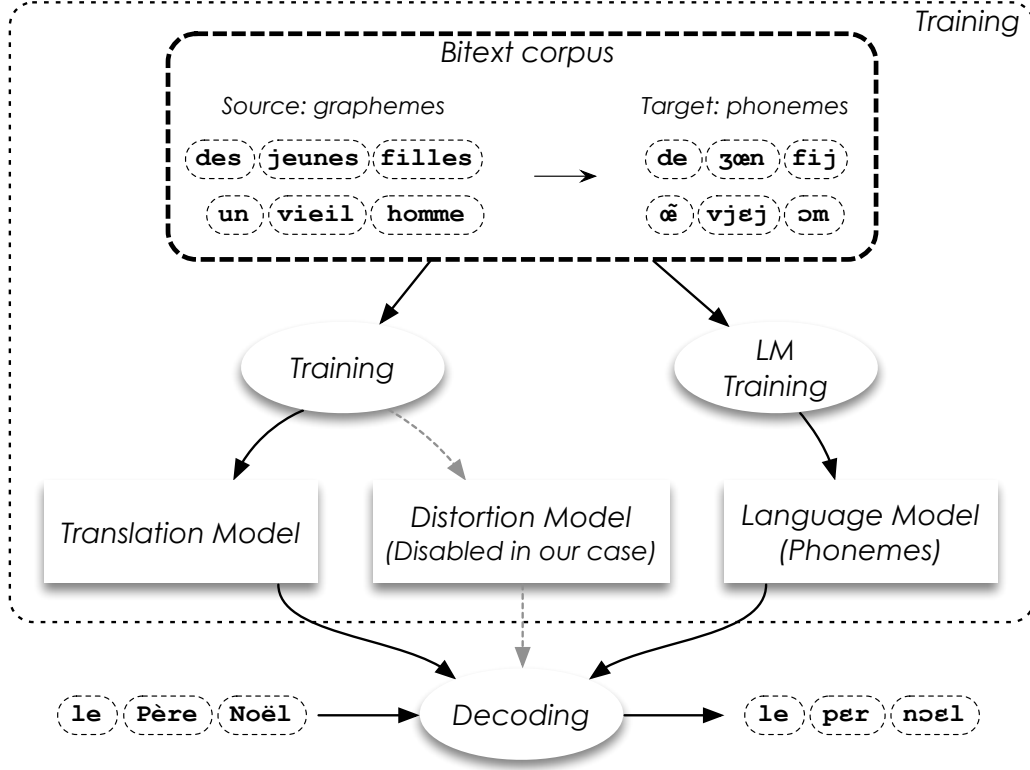 Training
Bitext corpus
Source: graphemes
Target: phonemes
des jeunes filles
de ʒœn fij
un vieil homme
œ̃ vjɛj ɔm
Training
LM
Training
Translation Model
Distortion Model
(Disabled in our case)
Language Model
(Phonemes)
le Père Noël
Decoding
le pɛr nɔɛl